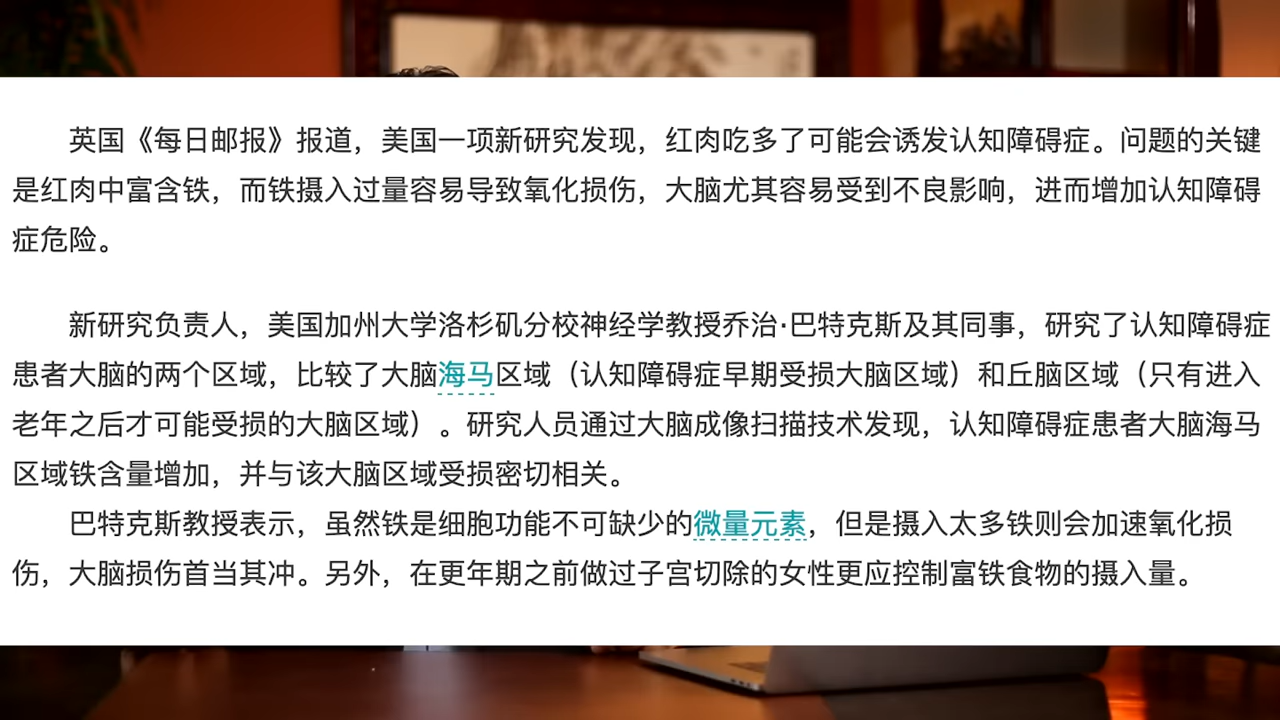 英国《每日邮报》报道，美国一项新研究发现，红肉吃多了可能会诱发认知障碍症。问题的关键
是红肉中富含铁，而铁摄入过量容易导致氧化损伤，大脑尤其容易受到不良影响，进而增加认知障碍
症危险。
新研究负责人，美国加州大学洛杉矶分校神经学教授乔治·巴特克斯及其同事，研究了认知障碍症
患者大脑的两个区域，比较了大脑海马区域（认知障碍症早期受损大脑区域）和丘脑区域（只有进入
老年之后才可能受损的大脑区域）。研究人员通过大脑成像扫描技术发现，认知障碍症患者大脑海马
区域铁含量增加，并与该大脑区域受损密切相关。
巴特克斯教授表示，虽然铁是细胞功能不可缺少的微量元素，但是摄入太多铁则会加速氧化损
伤，大脑损伤首当其冲。另外，在更年期之前做过子宫切除的女性更应控制富铁食物的摄入量。